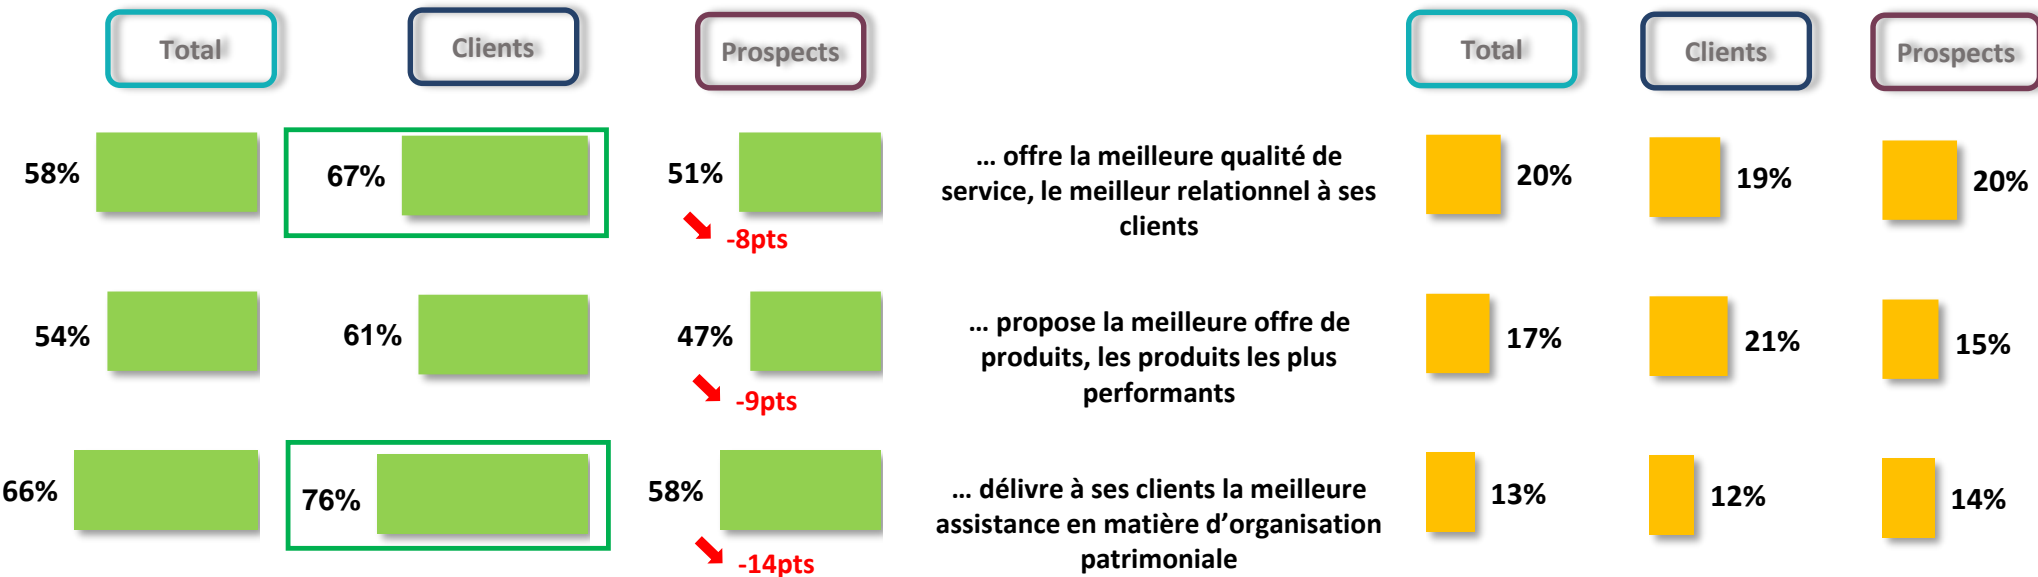 Total Clients Prospects Total Clients Prospects
58% 67% 51% -8pts
… offre la meilleure qualité de
service, le meilleur relationnel à ses
clients
20% 19% 20%
54% 61% 47% -9pts
… propose la meilleure offre de
produits, les produits les plus
performants
17% 21% 15%
66% 76% 58% -14pts
… délivre à ses clients la meilleure
assistance en matière d’organisation
patrimoniale
13% 12% 14%